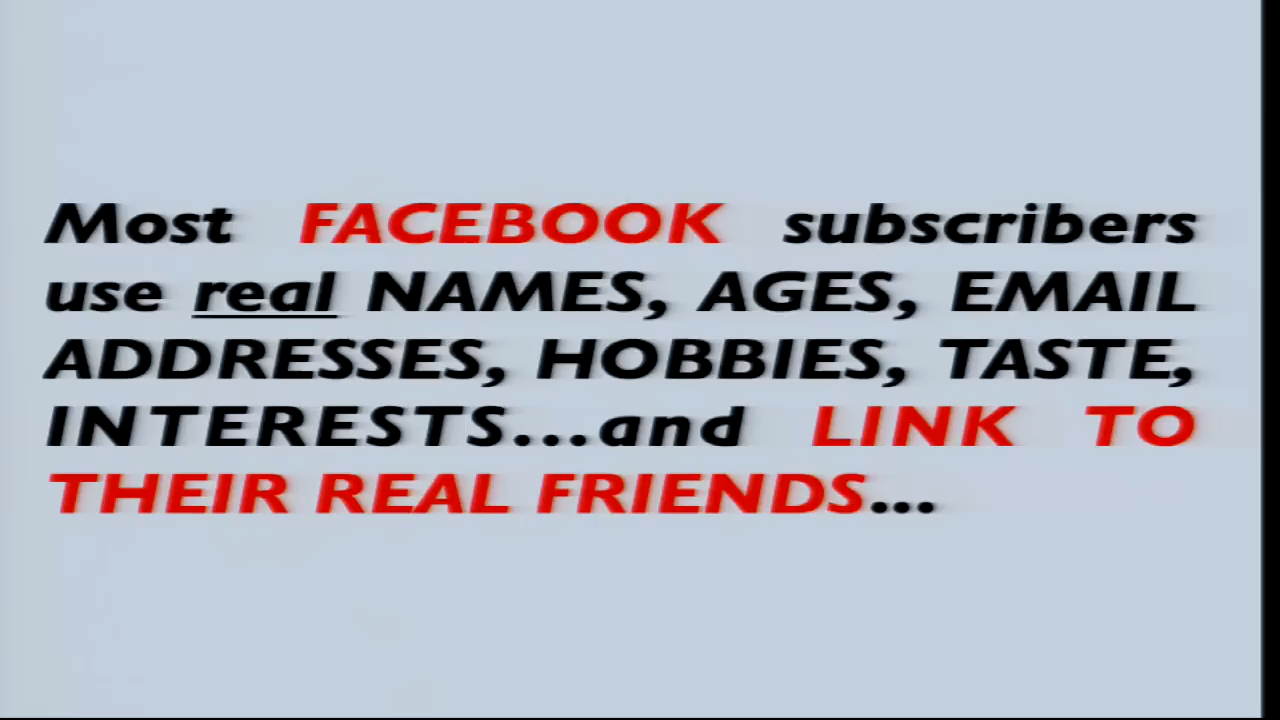 Most FACEBOOK subscribers
use real NAMES, AGES, EMAIL
ADDRESSES, HOBBIES, TASTE,
INTERESTS...and LINK TO
THEIR REAL FRIENDS...